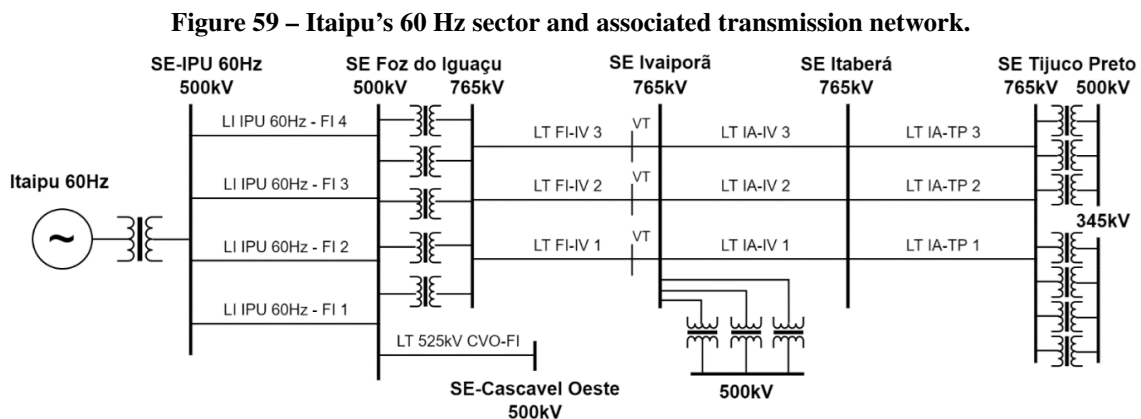 Figure 59 – Itaipu's 60 Hz sector and associated transmission network.
SE-IPU 60Hz
500kV
SE Foz do Iguaçu
500kV 765kV
SE Ivaiporã
765kV
SE Itaberá
765kV
SE Tijuco Preto
765kV 500kV
LI IPU 60Hz - FI 4
LI IPU 60Hz - FI 3
LI IPU 60Hz - FI 2
LI IPU 60Hz - FI 1
Itaipu 60Hz
~
LT FI-IV 3
VT
LT IA-IV 3
LT IA-TP 3
LT FI-IV 2
VT
LT IA-IV 2
LT IA-TP 2
LT FI-IV 1
VT
LT IA-IV 1
LT IA-TP 1
345kV
LT 525kV CVO-FI
SE-Cascavel Oeste
500kV
500kV